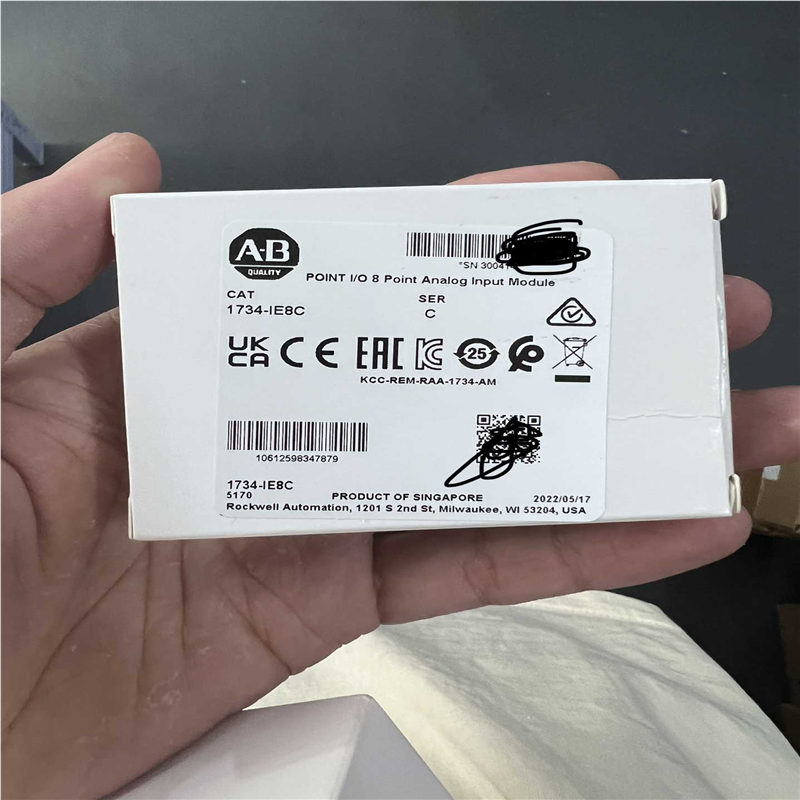 A-B
QUALITY
*SN 3004
POINT I/O 8 Point Analog Input Module
CAT
1734-IE8C
SER
C
UK
CA CE EAC KC 25
KCC-REM-RAA-1734-AM
10612598347879
1734-IE8C
5170
PRODUCT OF SINGAPORE
2022/05/17
Rockwell Automation, 1201 S 2nd St, Milwaukee, WI 53204, USA